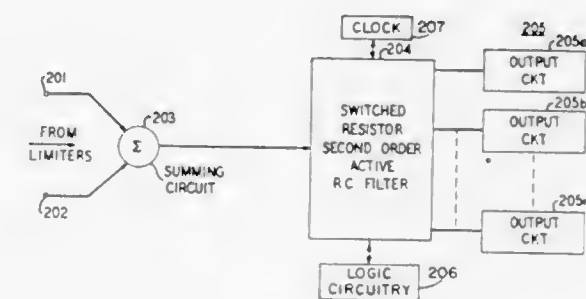 CLOCK
207
204
205
205a
OUTPUT
CKT
205b
OUTPUT
CKT
201
203
FROM
LIMITERS
Σ
SUMMING
CIRCUIT
202
SWITCHED
RESISTOR
SECOND ORDER
ACTIVE
RC FILTER
OUTPUT
CKT
LOGIC
CIRCUITRY
206